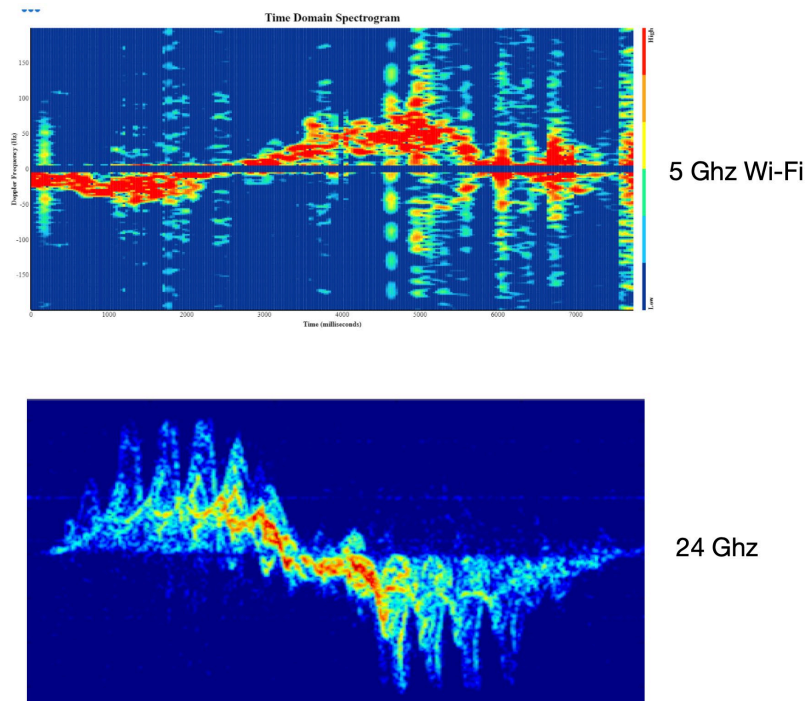 Time Domain Spectrogram
High
150
100
50
0
-50
-100
-150
Doppler Frequency (Hz)
Low
0
1000
2000
3000
4000
5000
6000
7000
Time (milliseconds)
5 Ghz Wi-Fi
24 Ghz